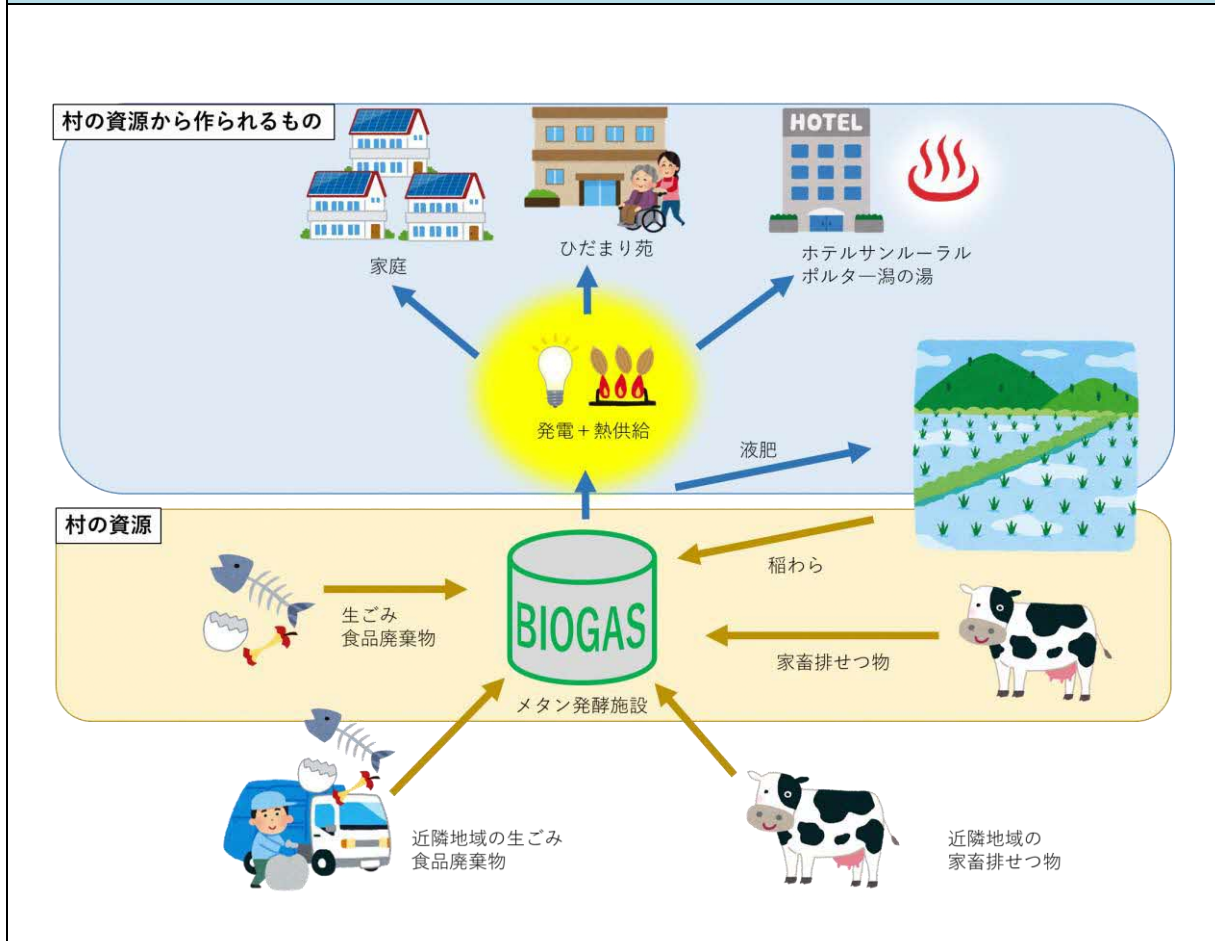 村の資源から作られるもの
HOTEL
家庭
ひだまり苑
ホテルサンルーラル
ポルター潟の湯
発電＋熱供給
液肥
村の資源
稲わら
生ごみ
食品廃棄物
BIOGAS
家畜排せつ物
メタン発酵施設
近隣地域の生ごみ
食品廃棄物
近隣地域の
家畜排せつ物